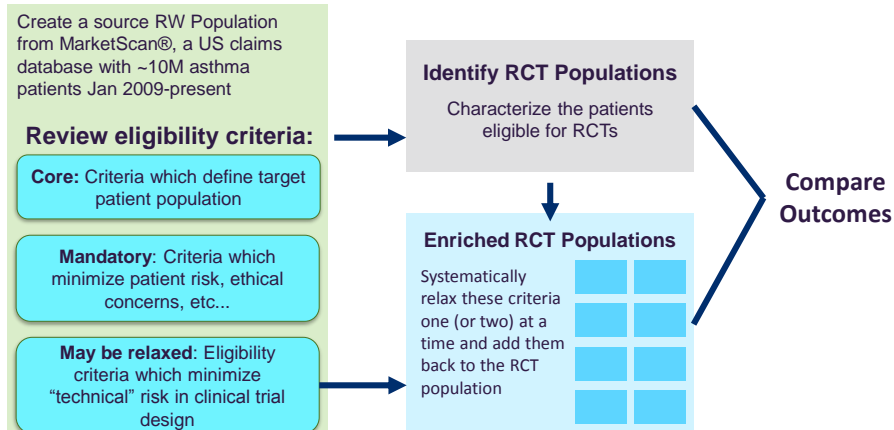 Create a source RW Population
from MarketScan®, a US claims
database with ~10M asthma
patients Jan 2009-present
Review eligibility criteria:
Core: Criteria which define target
patient population
Mandatory: Criteria which
minimize patient risk, ethical
concerns, etc...
May be relaxed: Eligibility
criteria which minimize
“technical” risk in clinical trial
design
Identify RCT Populations
Characterize the patients
eligible for RCTs
Enriched RCT Populations
Systematically
relax these criteria
one (or two) at a
time and add them
back to the RCT
population
Compare
Outcomes